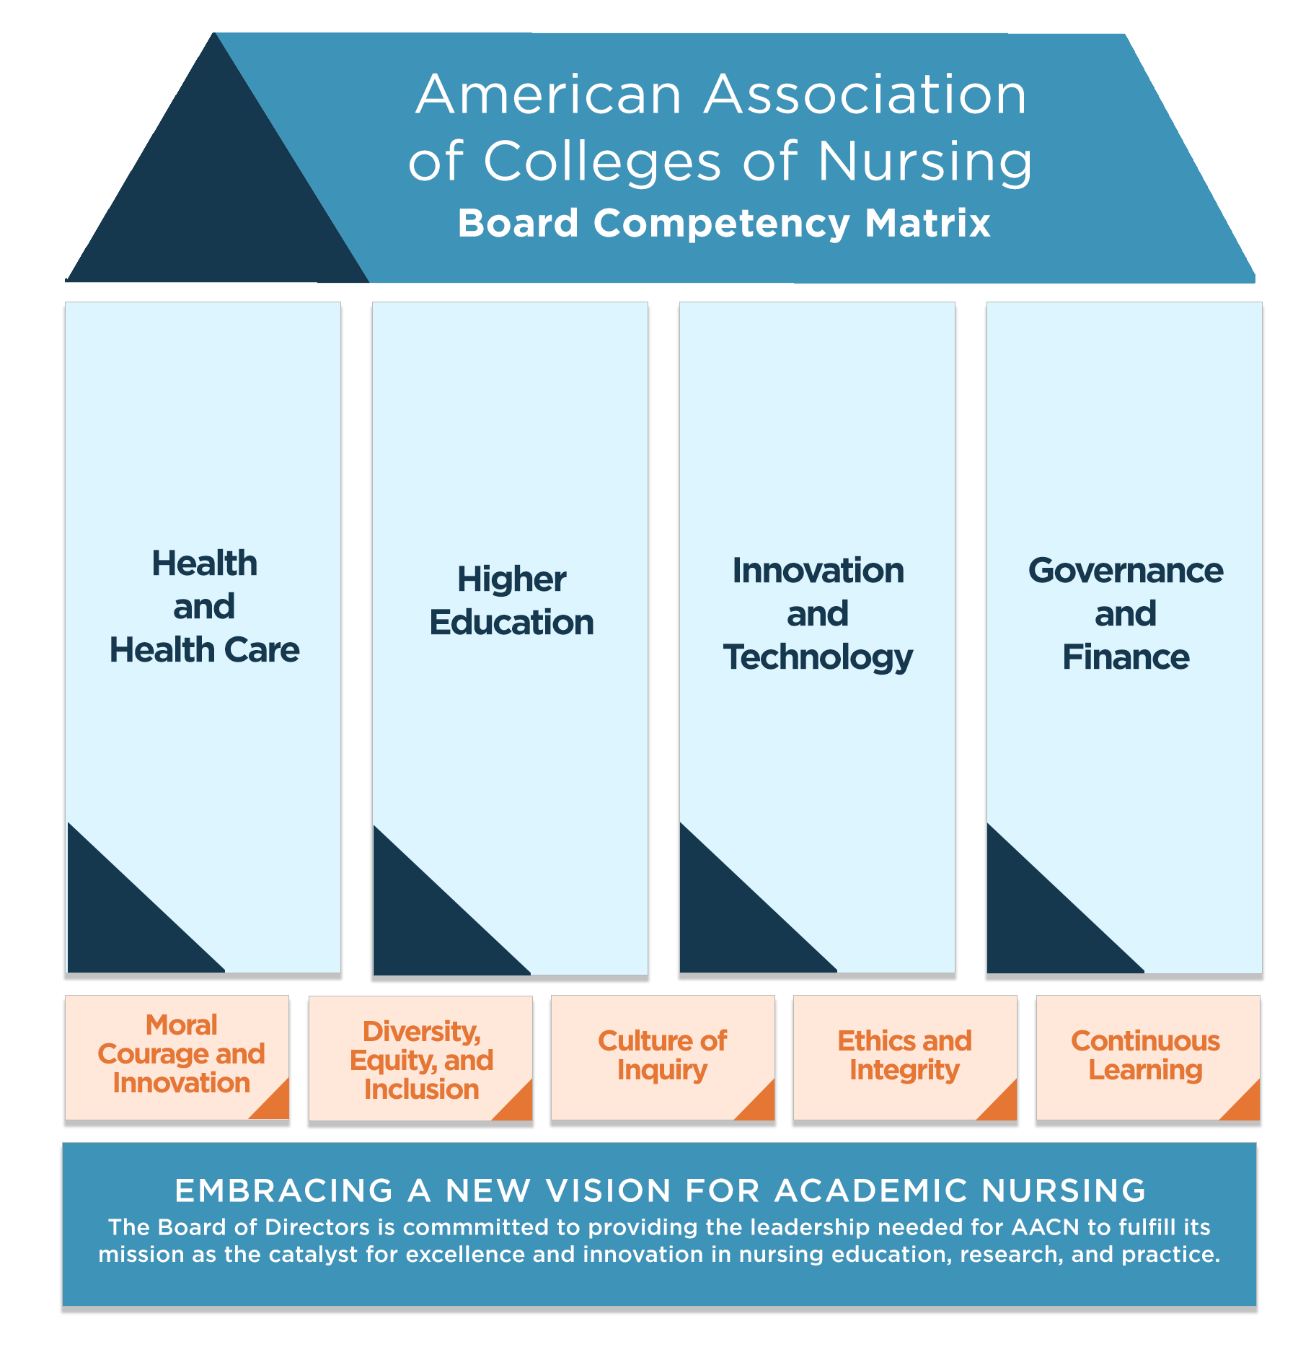 American Association
of Colleges of Nursing
Board Competency Matrix
Health
and
Health Care
Higher
Education
Innovation
and
Technology
Governance
and
Finance
Moral
Courage and
Innovation
Diversity,
Equity, and
Inclusion
Culture of
Inquiry
Ethics and
Integrity
Continuous
Learning
EMBRACING A NEW VISION FOR ACADEMIC NURSING
The Board of Directors is commmitted to providing the leadership needed for AACN to fulfill its
mission as the catalyst for excellence and innovation in nursing education, research, and practice.